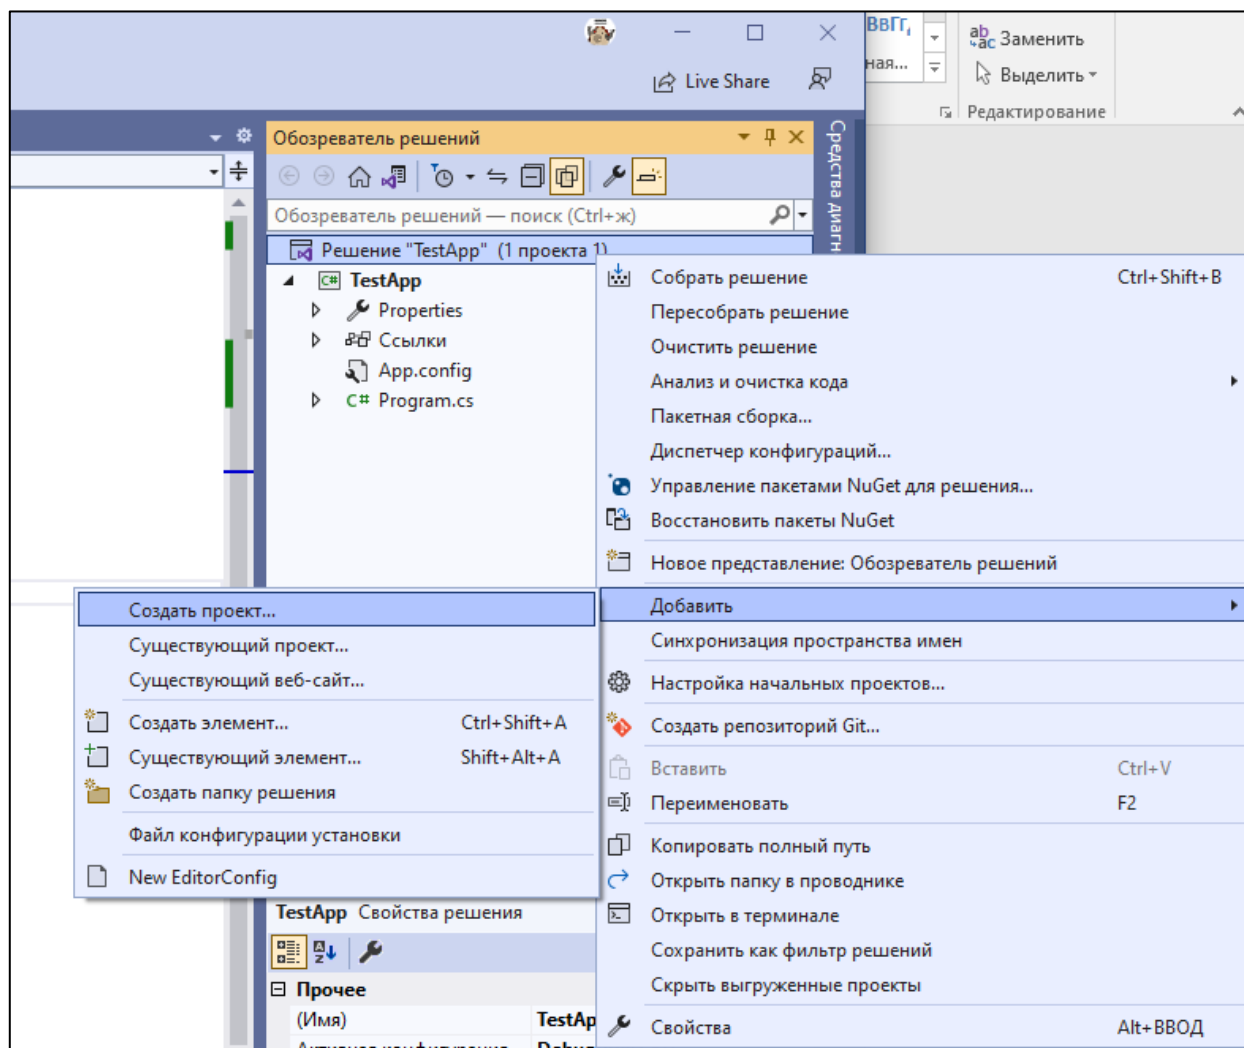 ВвГг,
ная...
Заменить
Выделить
Редактирование
Live Share
Обозреватель решений
Средства диагн
Обозреватель решений — поиск (Ctrl+ж)
Решение "TestApp" (1 проекта 1)
TestApp
Properties
Ссылки
App.config
C# Program.cs
Собрать решение Ctrl+Shift+B
Пересобрать решение
Очистить решение
Анализ и очистка кода
Пакетная сборка...
Диспетчер конфигураций...
Управление пакетами NuGet для решения...
Восстановить пакеты NuGet
Новое представление: Обозреватель решений
Добавить
Синхронизация пространства имен
Настройка начальных проектов...
Создать репозиторий Git...
Вставить Ctrl+V
Переименовать F2
Копировать полный путь
Открыть папку в проводнике
Открыть в терминале
Сохранить как фильтр решений
Скрыть выгруженные проекты
Свойства Alt+ВВОД
Создать проект...
Существующий проект...
Существующий веб-сайт...
Создать элемент... Ctrl+Shift+A
Существующий элемент... Shift+Alt+A
Создать папку решения
Файл конфигурации установки
New EditorConfig
TestApp Свойства решения
Прочее
(Имя) TestAp